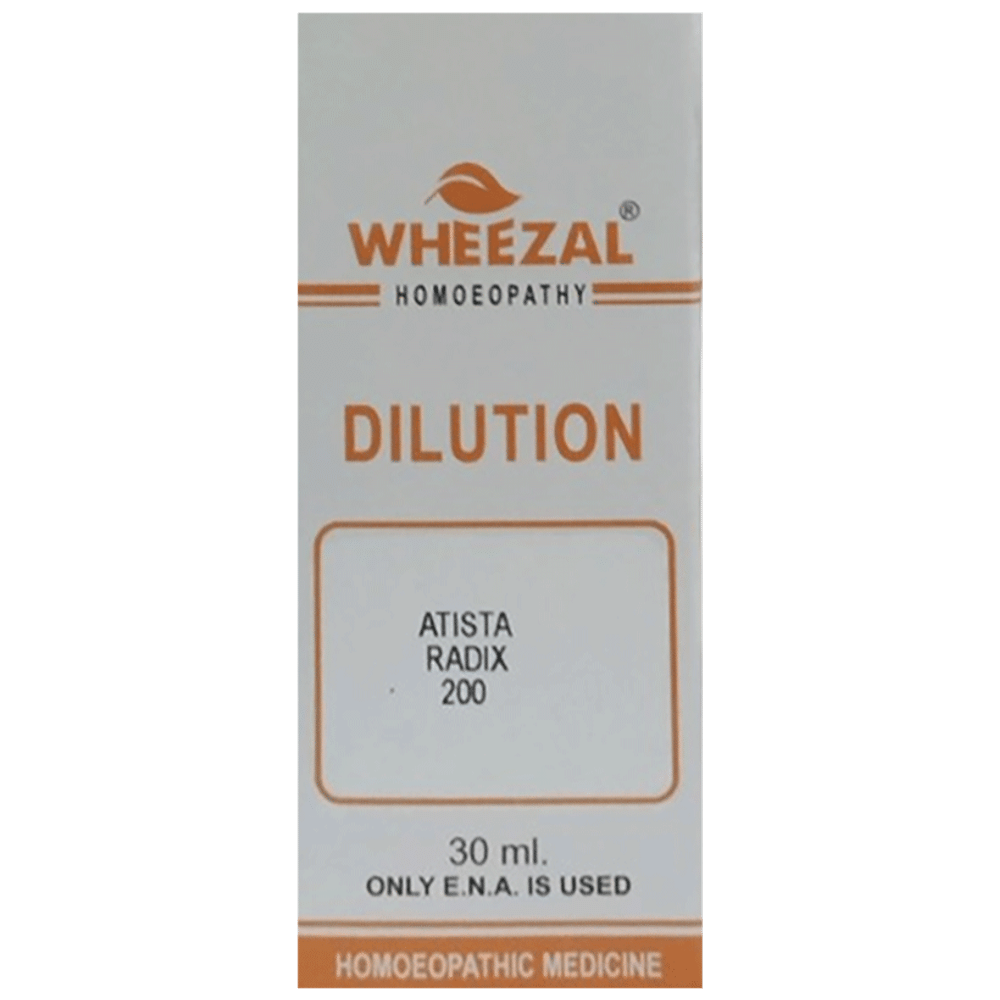 WHEEZAL®
HOMOEOPATHY
DILUTION
ATISTA
RADIX
200
30 ml.
ONLY E.N.A. IS USED
HOMOEOPATHIC MEDICINE